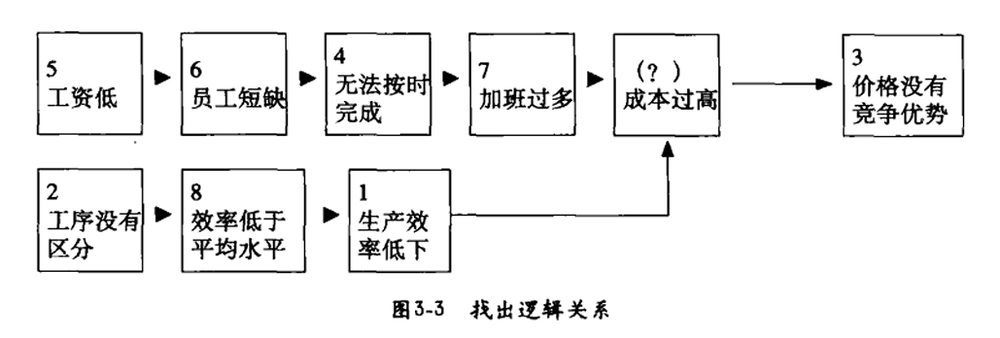 5
工资低
6
员工短缺
4
无法按时
完成
7
加班过多
(?)
成本过高
3
价格没有
竞争优势
2
工序没有
区分
8
效率低于
平均水平
1
生产效
率低下
图3-3 找出逻辑关系